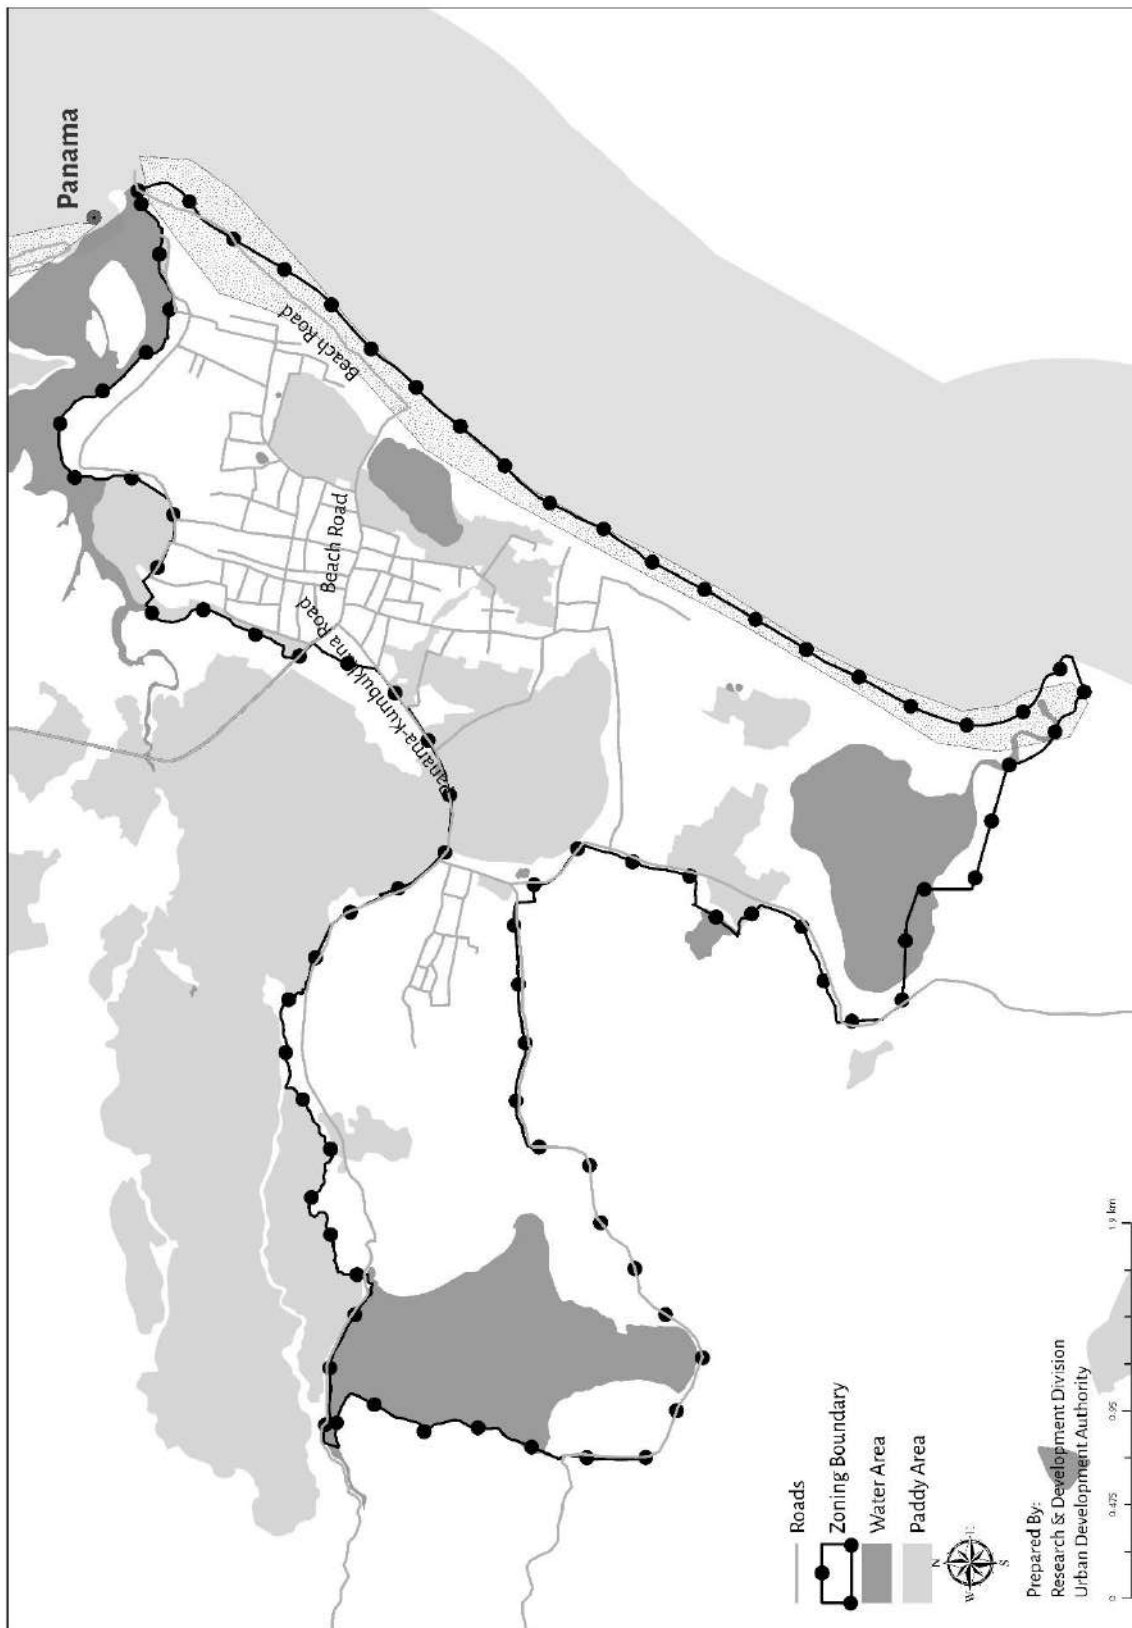 Panama
Beach Road
Beach Road
Panama-Kumbukkana Road
Roads
Zoning Boundary
Water Area
Paddy Area
N
W
S
Prepared By:
Research & Development Division
Urban Development Authority
0 0.475 0.95 1.9 km